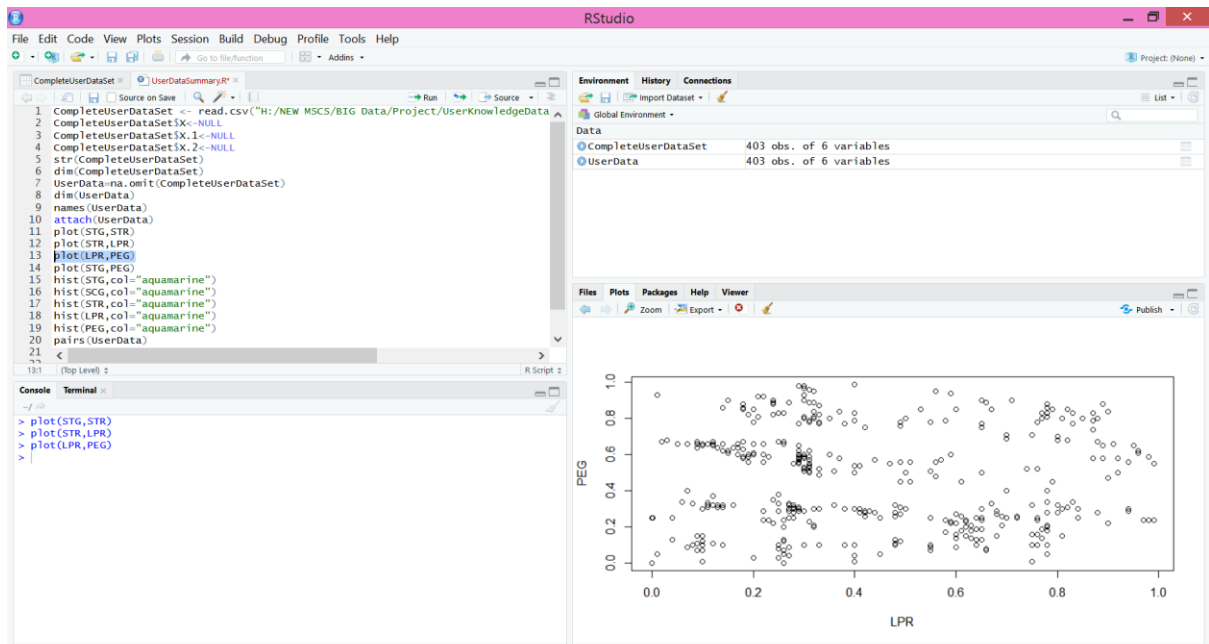 RStudio
File Edit Code View Plots Session Build Debug Profile Tools Help
Go to file/function
Addins
Project: (None)
CompleteUserDataSet
UserDataSummary.R*
Source on Save
Run
Source
1 CompleteUserDataSet <- read.csv("H:/NEW MSCS/BIG Data/Project/UserKnowledgeData
2 CompleteUserDataSet$X<-NULL
3 CompleteUserDataSet$X.1<-NULL
4 CompleteUserDataSet$X.2<-NULL
5 str(CompleteUserDataSet)
6 dim(CompleteUserDataSet)
7 UserData=na.omit(CompleteUserDataSet)
8 dim(UserData)
9 names(UserData)
10 attach(UserData)
11 plot(STG,STR)
12 plot(STR,LPR)
13 plot(LPR,PEG)
14 plot(STG,PEG)
15 hist(STG,col="aquamarine")
16 hist(SCG,col="aquamarine")
17 hist(STR,col="aquamarine")
18 hist(LPR,col="aquamarine")
19 hist(PEG,col="aquamarine")
20 pairs(UserData)
21
13:1 (Top Level) R Script
Console Terminal
~/
> plot(STG,STR)
> plot(STR,LPR)
> plot(LPR,PEG)
>
Environment History Connections
Import Dataset
List
Global Environment
Data
CompleteUserDataSet 403 obs. of 6 variables
UserData 403 obs. of 6 variables
Files Plots Packages Help Viewer
Zoom Export Publish
PEG
1.0
0.8
0.6
0.4
0.2
0.0
0.0 0.2 0.4 0.6 0.8 1.0
LPR